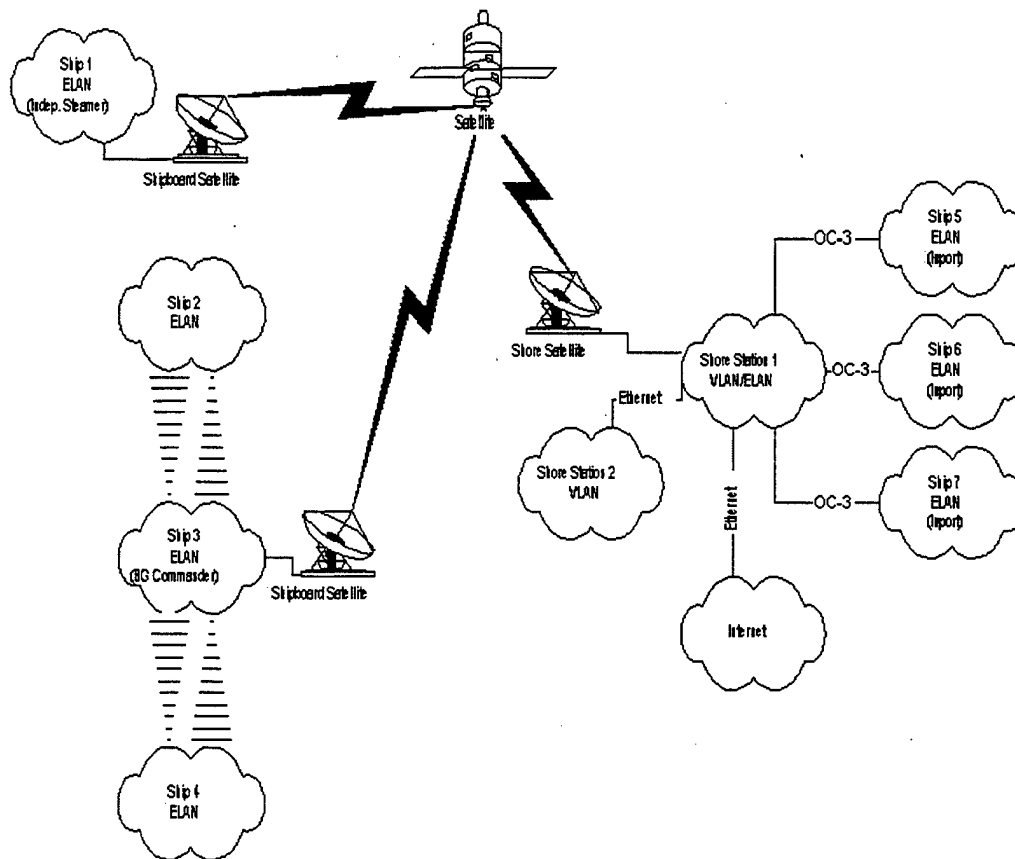 Ship 1
ELAN
(Indep. Steamer)
Satellite
Shipboard Satellite
Ship 2
ELAN
Ship 3
ELAN
(BG Commander)
Shipboard Satellite
Ship 4
ELAN
Shore Satellite
Shore Station 1
VLAN/ELAN
Ethernet
Shore Station 2
VLAN
Ethernet
Internet
OC-3
Ship 5
ELAN
(Inport)
OC-3
Ship 6
ELAN
(Inport)
OC-3
Ship 7
ELAN
(Inport)